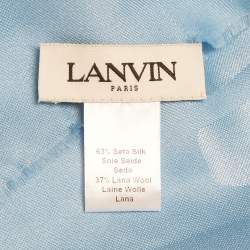 LANVIN
PARIS
63% Seta Silk
Soie Seide
Seda
37% Lana Wool
Laine Wolle
Lana